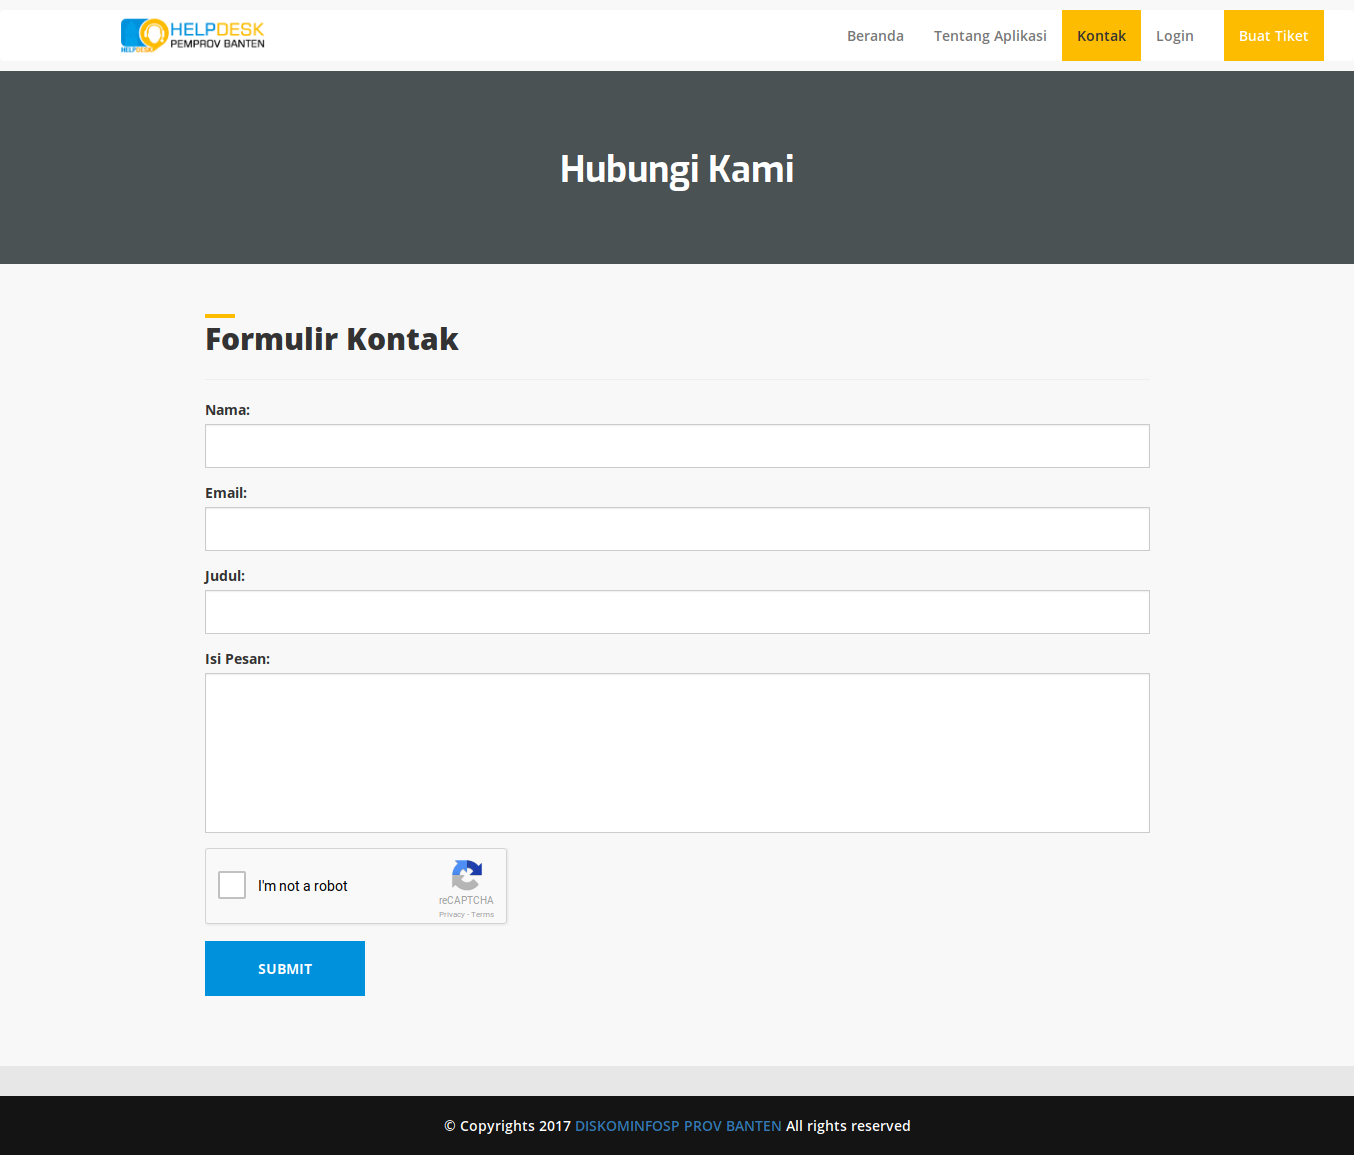 HELPDESK
PEMPROV BANTEN
HELPDESK
Beranda
Tentang Aplikasi
Kontak
Login
Buat Tiket
Hubungi Kami
Formulir Kontak
Nama:
Email:
Judul:
Isi Pesan:
I'm not a robot
reCAPTCHA
Privacy - Terms
SUBMIT
© Copyrights 2017 DISKOMINFOSP PROV BANTEN All rights reserved